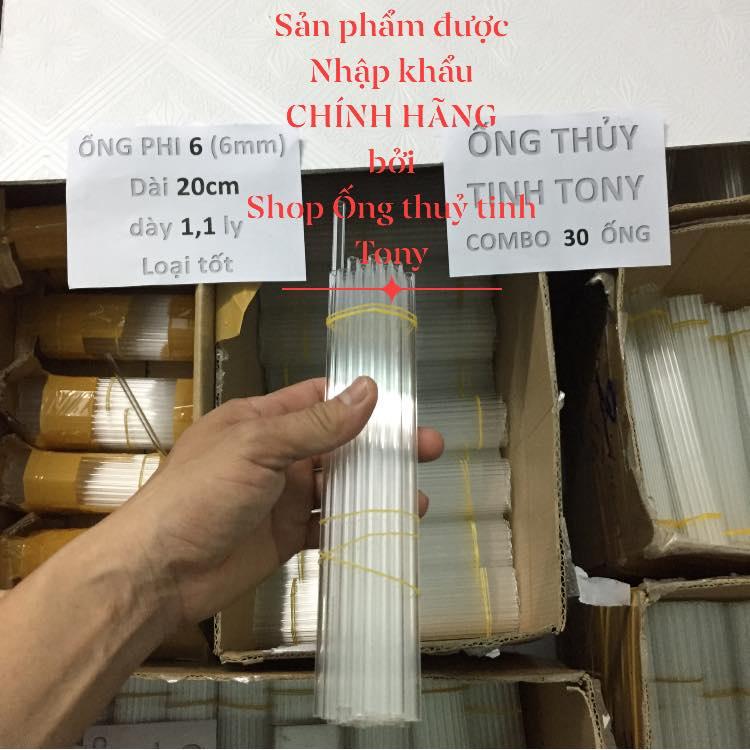 Sản phẩm được
Nhập khẩu
CHÍNH HÃNG
bởi
Shop Ống thuỷ tinh
Tony
ỐNG PHI 6 (6mm)
Dài 20cm
dày 1,1 ly
Loại tốt
ỐNG THỦY
TINH TONY
COMBO 30 ỐNG